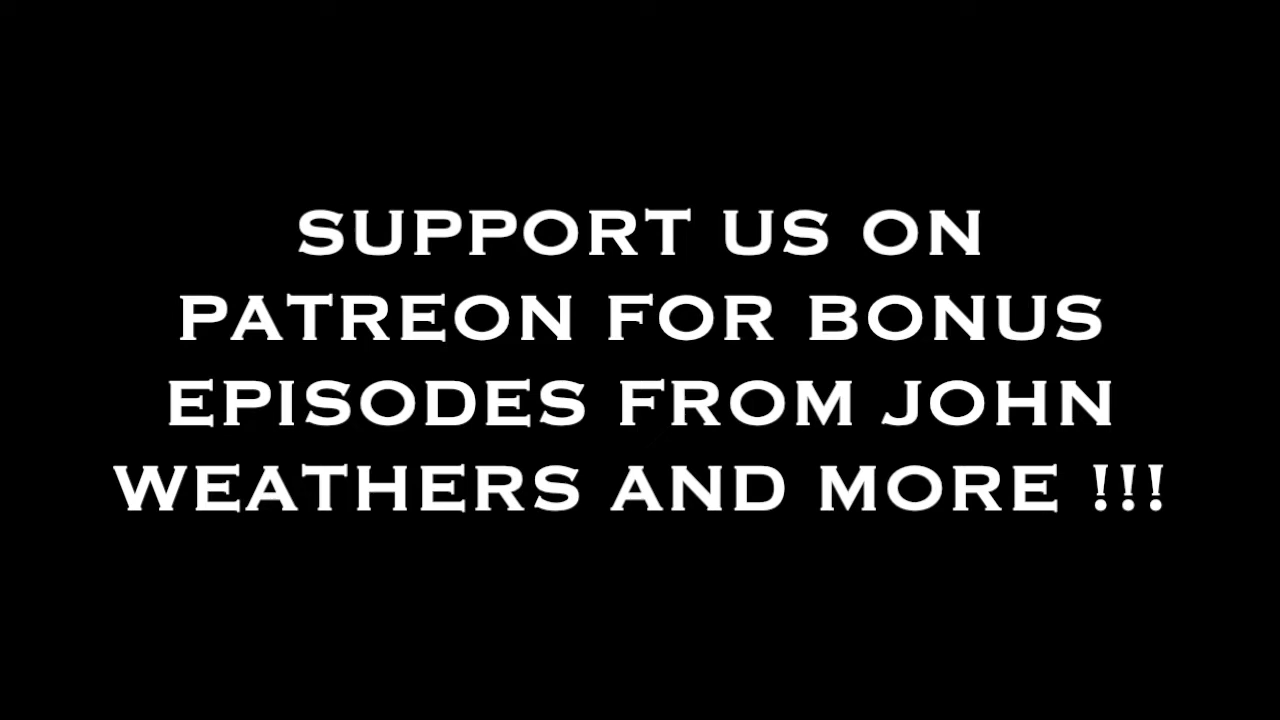 SUPPORT US ON
PATREON FOR BONUS
EPISODES FROM JOHN
WEATHERS AND MORE !!!